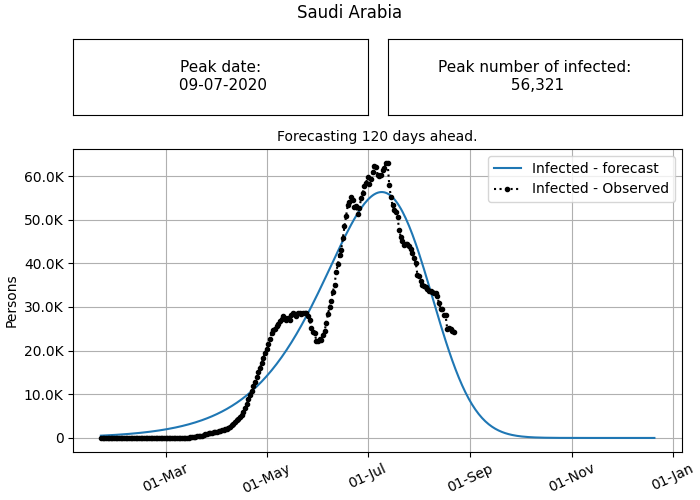 Saudi Arabia
Peak date:
09-07-2020
Peak number of infected:
56,321
Forecasting 120 days ahead.
Infected - forecast
Infected - Observed
Persons
60.0K
50.0K
40.0K
30.0K
20.0K
10.0K
0
01-Mar
01-May
01-Jul
01-Sep
01-Nov
01-Jan